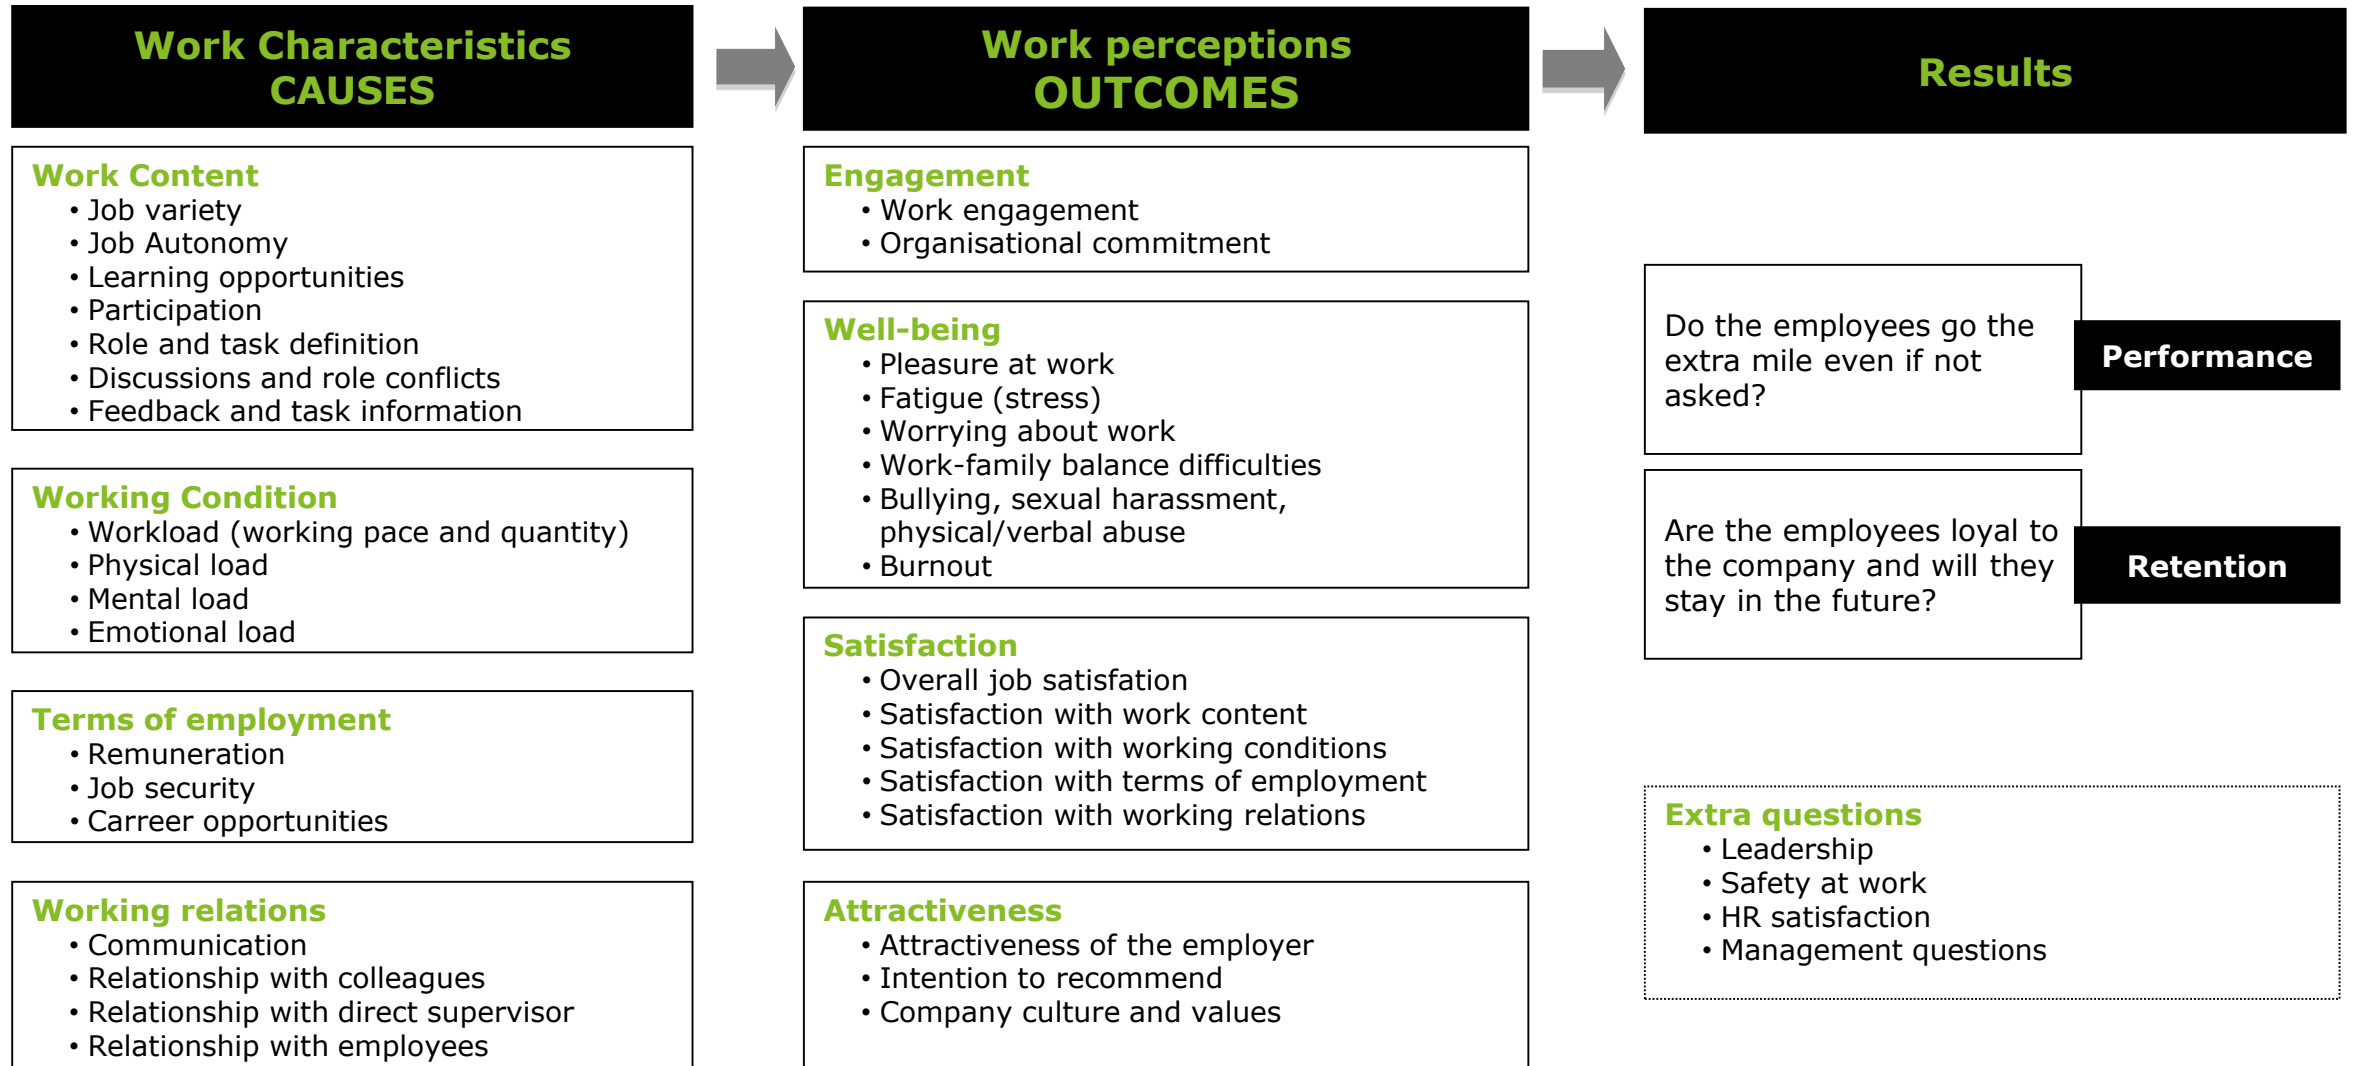 Work Characteristics
CAUSES
Work Content
• Job variety
• Job Autonomy
• Learning opportunities
• Participation
• Role and task definition
• Discussions and role conflicts
• Feedback and task information
Working Condition
• Workload (working pace and quantity)
• Physical load
• Mental load
• Emotional load
Terms of employment
• Remuneration
• Job security
• Carreer opportunities
Working relations
• Communication
• Relationship with colleagues
• Relationship with direct supervisor
• Relationship with employees
Work perceptions
OUTCOMES
Engagement
• Work engagement
• Organisational commitment
Well-being
• Pleasure at work
• Fatigue (stress)
• Worrying about work
• Work-family balance difficulties
• Bullying, sexual harassment,
physical/verbal abuse
• Burnout
Satisfaction
• Overall job satisfation
• Satisfaction with work content
• Satisfaction with working conditions
• Satisfaction with terms of employment
• Satisfaction with working relations
Attractiveness
• Attractiveness of the employer
• Intention to recommend
• Company culture and values
Results
Do the employees go the
extra mile even if not
asked?
Performance
Are the employees loyal to
the company and will they
stay in the future?
Retention
Extra questions
• Leadership
• Safety at work
• HR satisfaction
• Management questions